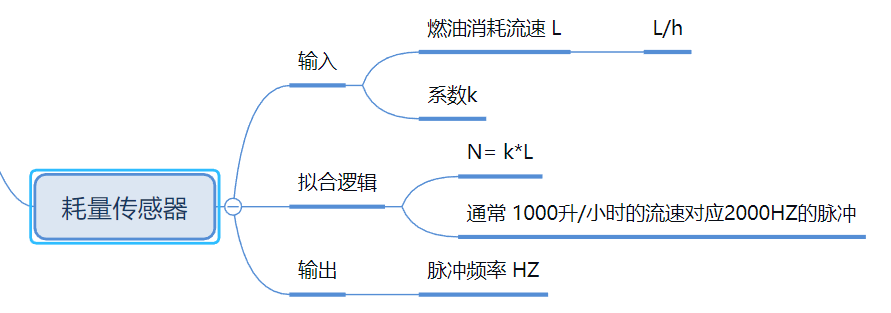 耗量传感器
输入
燃油消耗流速 L
L/h
系数k
拟合逻辑
N= k*L
通常 1000升/小时的流速对应2000HZ的脉冲
输出
脉冲频率 HZ